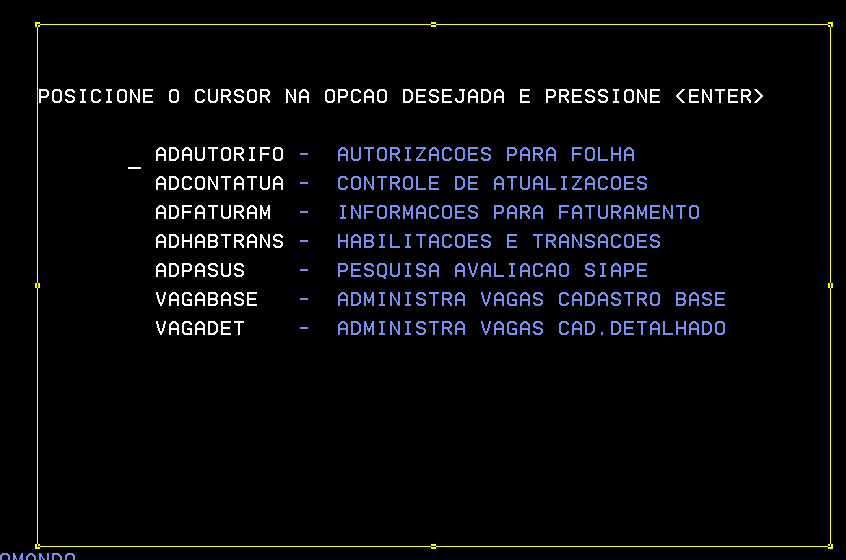 POSICIONE O CURSOR NA OPCAO DESEJADA E PRESSIONE <ENTER>
_ ADAUTORIFO - AUTORIZACOES PARA FOLHA
ADCONTATUA - CONTROLE DE ATUALIZACOES
ADFATURAM - INFORMACOES PARA FATURAMENTO
ADHABTRANS - HABILITACOES E TRANSACOES
ADPASUS - PESQUISA AVALIACAO SIAPE
VAGABASE - ADMINISTRA VAGAS CADASTRO BASE
VAGADET - ADMINISTRA VAGAS CAD.DETALHADO